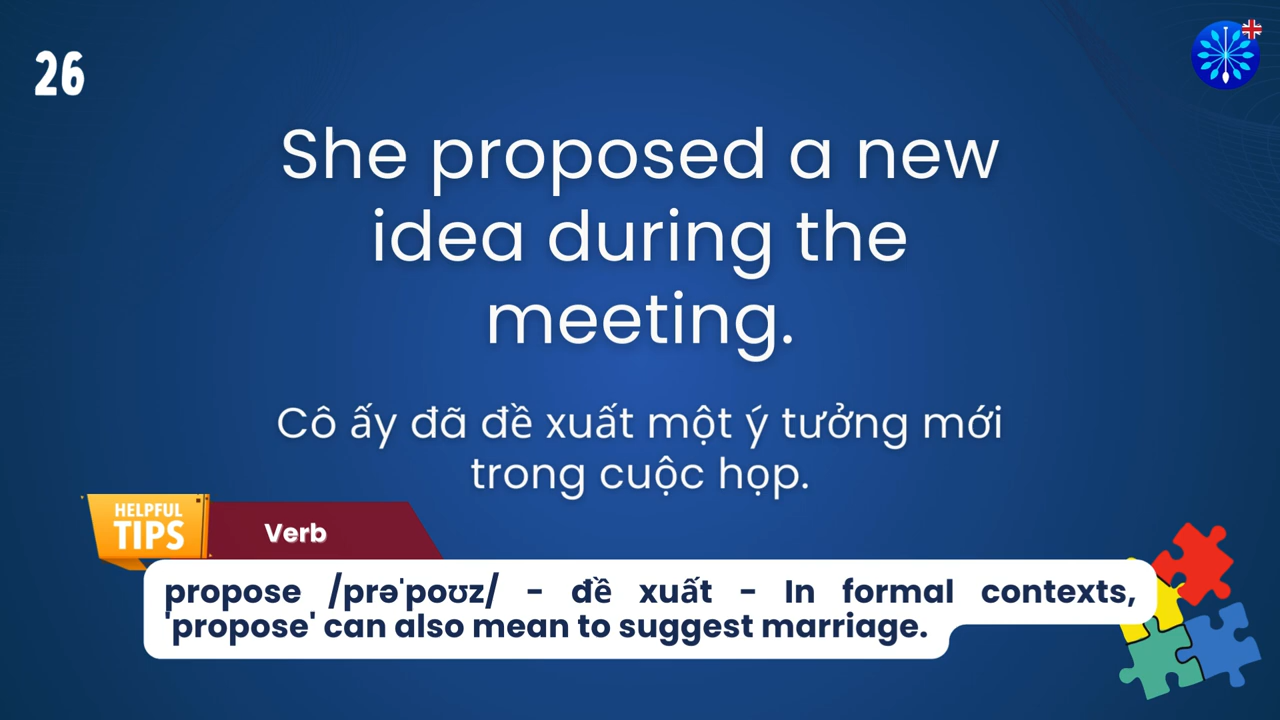 26
She proposed a new
idea during the
meeting.
Cô ấy đã đề xuất một ý tưởng mới
trong cuộc họp.
HELPFUL
TIPS
Verb
propose /prəˈpoʊz/ - đề xuất - In formal contexts,
'propose' can also mean to suggest marriage.